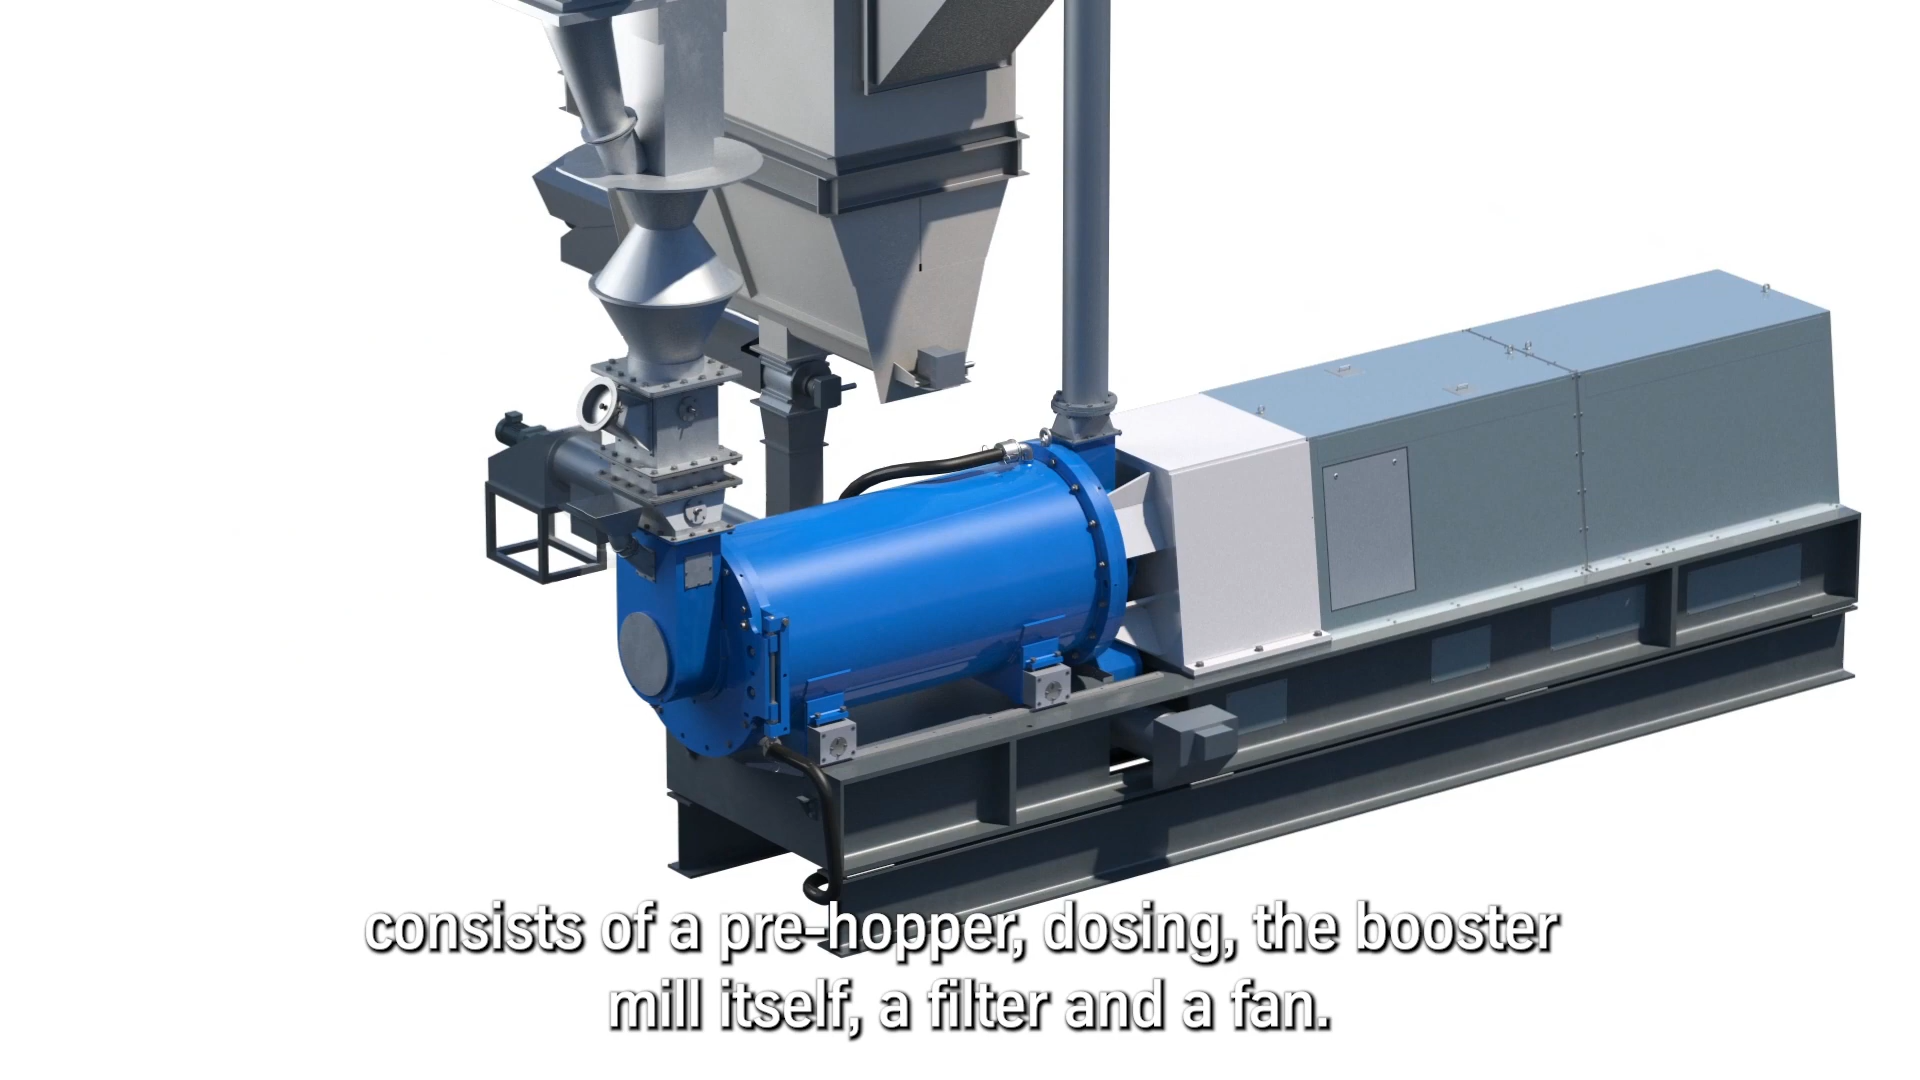 consists of a pre-hopper, dosing, the booster
mill itself, a filter and a fan.